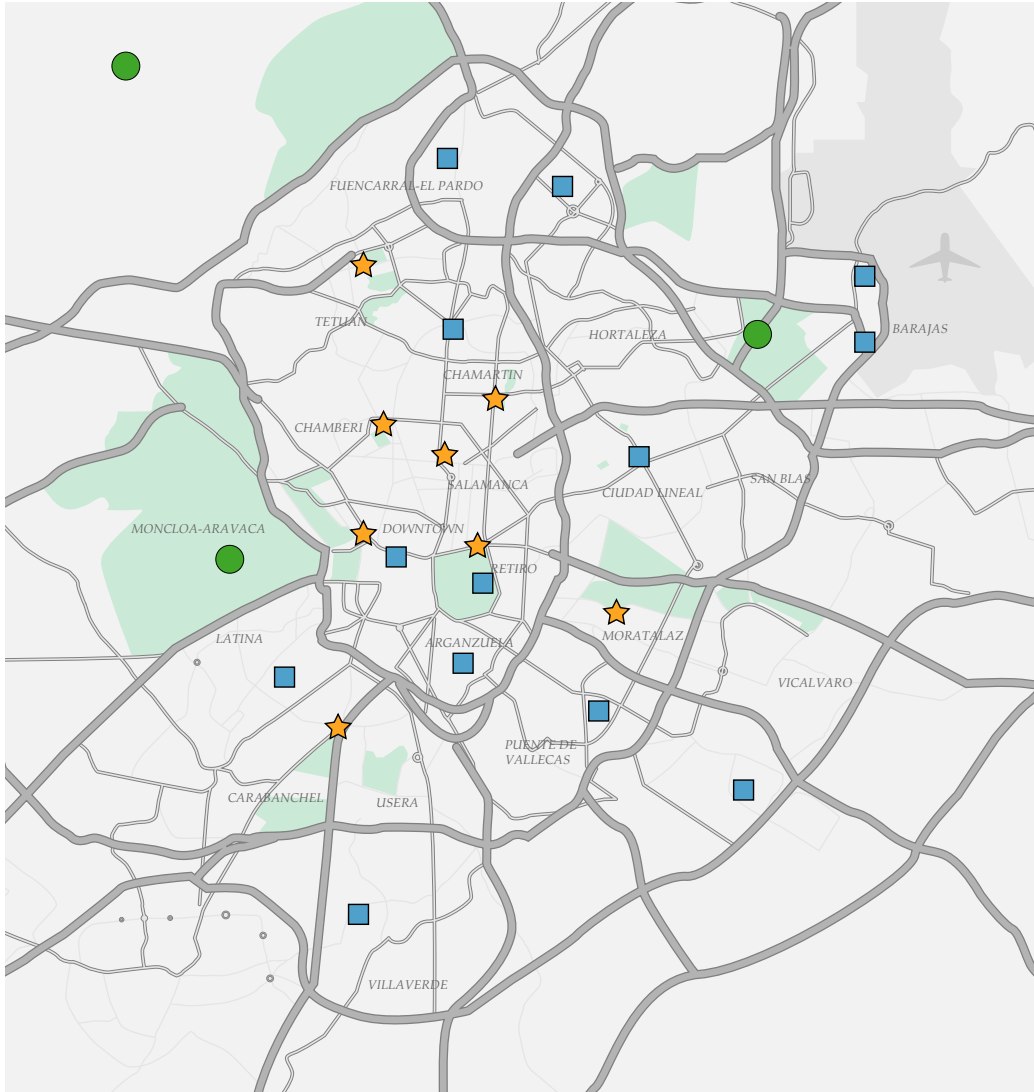 FUENCARRAL-EL PARDO
TETUAN
HORTALEZA
BARAJAS
CHAMARTIN
CHAMBERI
SALAMANCA
SAN BLAS
CIUDAD LINEAL
MONCLOA-ARAVACA
DOWNTOWN
RETIRO
LATINA
ARGANZUELA
MORATALAZ
VICALVARO
PUENTE DE
VALLECAS
CARABANCHEL
USERA
VILLAVERDE